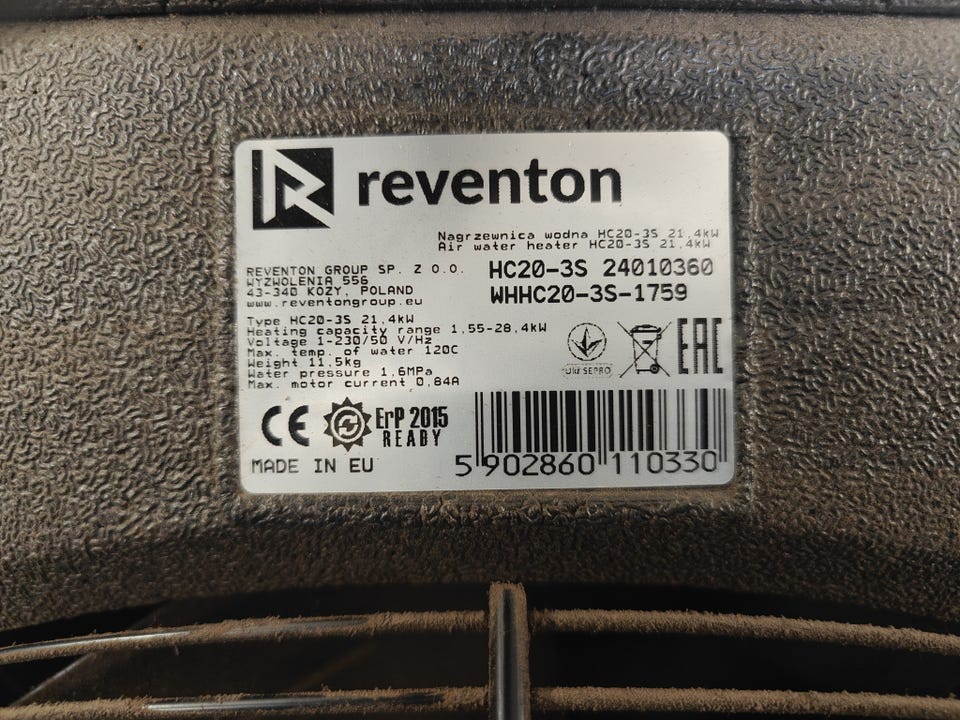 reventon
Nagrzewnica wodna HC20-3S 21,4kW
Air water heater HC20-3S 21,4kW
REVENTON GROUP SP. Z O.O.
WYZWOLENIA 556
43-340 KOZY, POLAND
www.reventongroup.eu
HC20-3S 24010360
WHHC20-3S-1759
Type HC20-3S 21,4kW
Heating capacity range 1,55-28,4kW
Voltage 1-230/50 V/Hz
Max. temp. of water 120C
Weight 11,5kg
Water pressure 1,6MPa
Max. motor current 0,84A
UkrSEPRO
EAC
CE
ErP 2015
READY
MADE IN EU
5 902860 110330